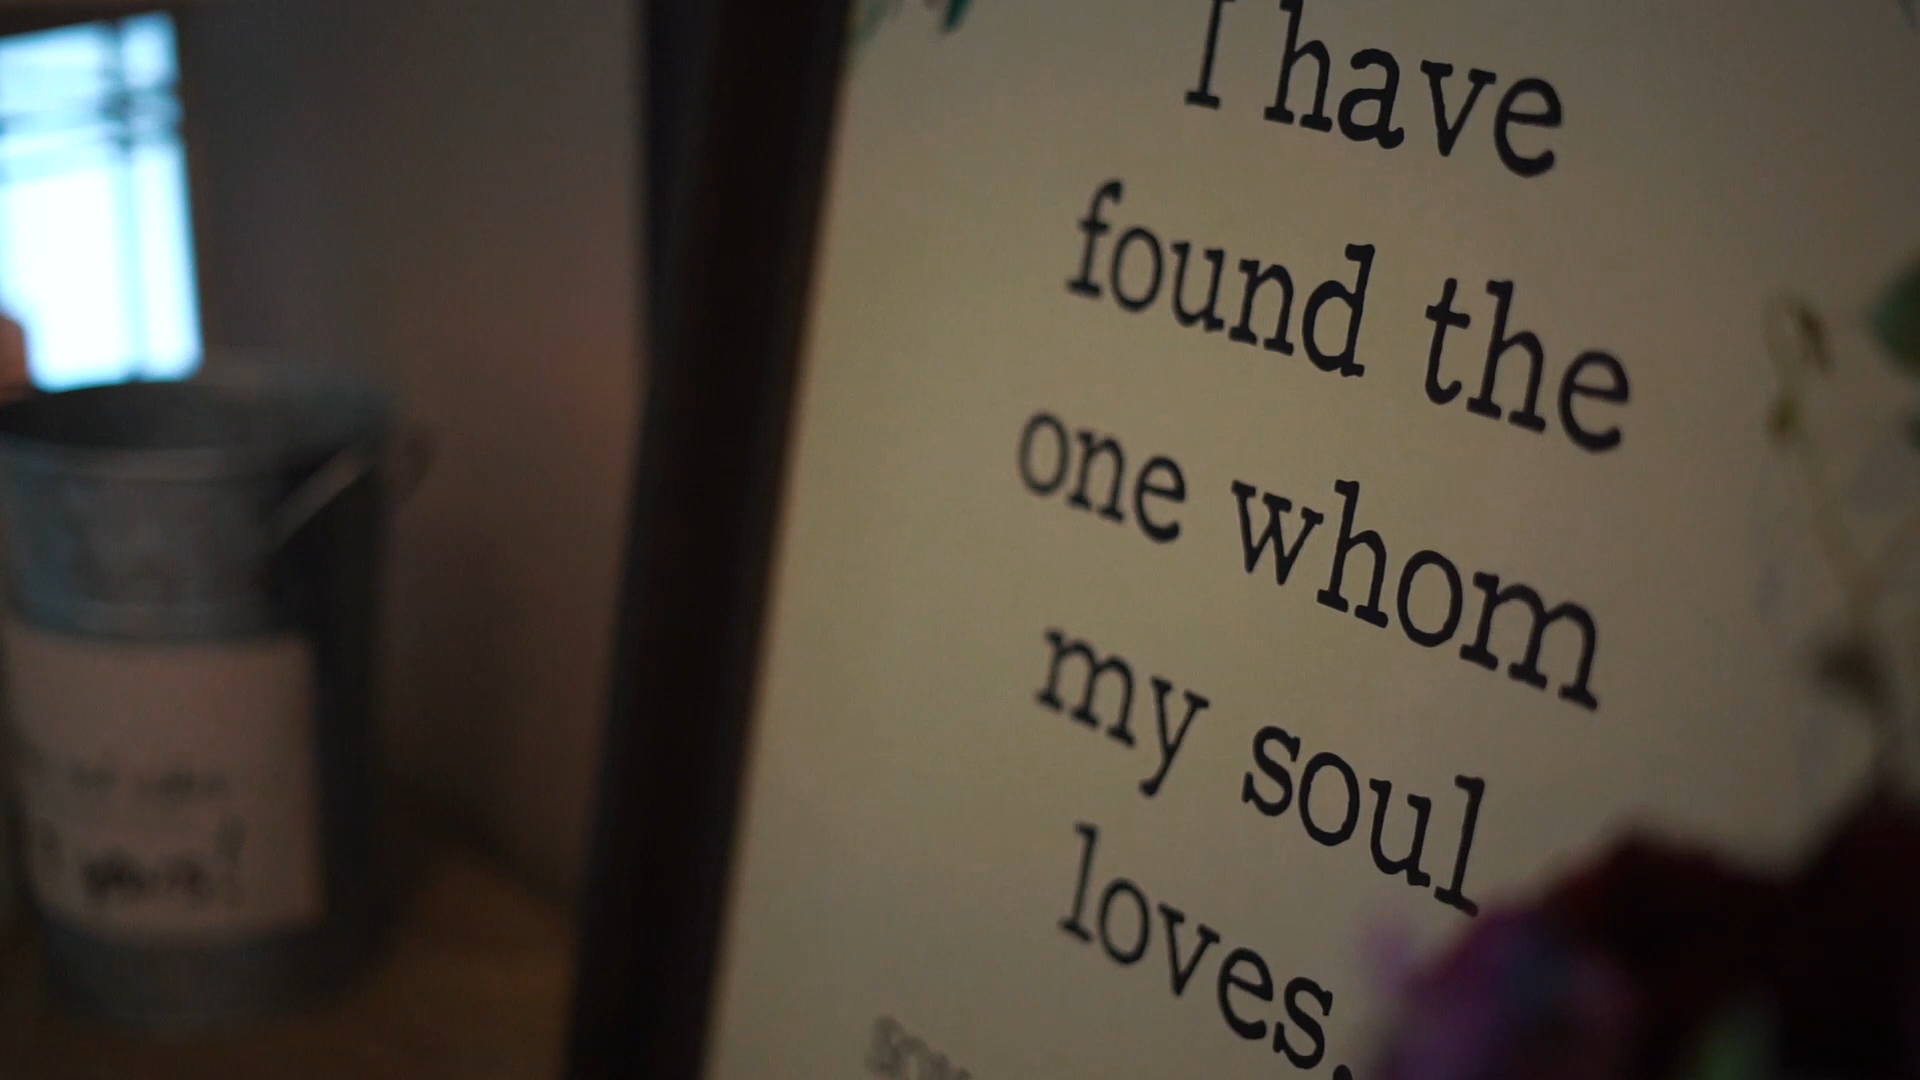 I have
found the
one whom
my soul
loves.